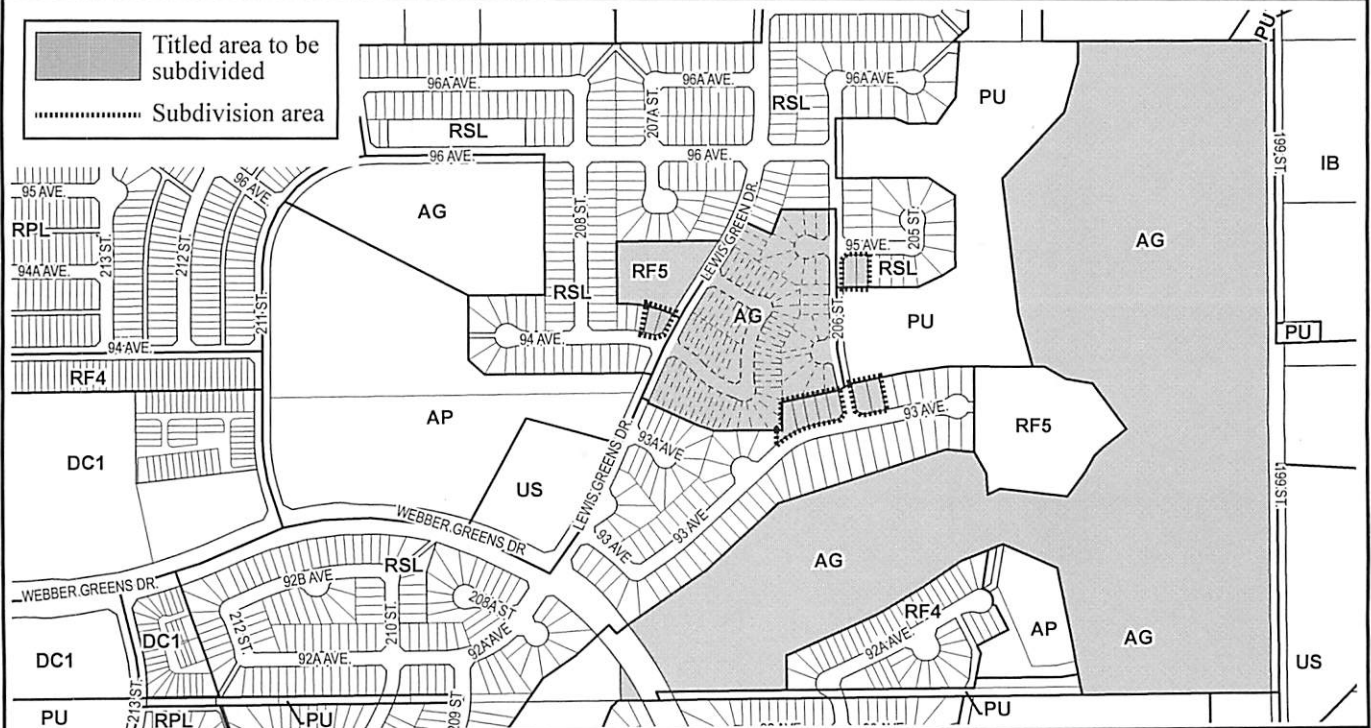 Titled area to be
subdivided
Subdivision area
PU
PU
96A AVE.
96A AVE.
96A AVE.
207A ST.
RSL
RSL
PU
199 ST.
IB
96 AVE.
96 AVE.
95 AVE.
96 AVE.
RPL
94A AVE.
213 ST.
212 ST.
211 ST.
AG
208 ST.
LEWIS GREEN DR.
205 ST.
95 AVE.
RSL
AG
RF5
RSL
AG
206 ST.
PU
PU
94 AVE.
94 AVE.
RF4
AP
93 AVE.
RF5
DC1
93A AVE
US
LEWIS GREENS DR.
199 ST.
WEBBER GREENS DR
93 AVE
93 AVE
AG
RSL
92B AVE
WEBBER GREENS DR.
208A ST
RF4
212 ST.
210 ST.
92A AVE
92A AVE.
AP
AG
DC1
DC1
92A AVE.
US
213 ST.
209 ST
PU
RPL
PU
PU